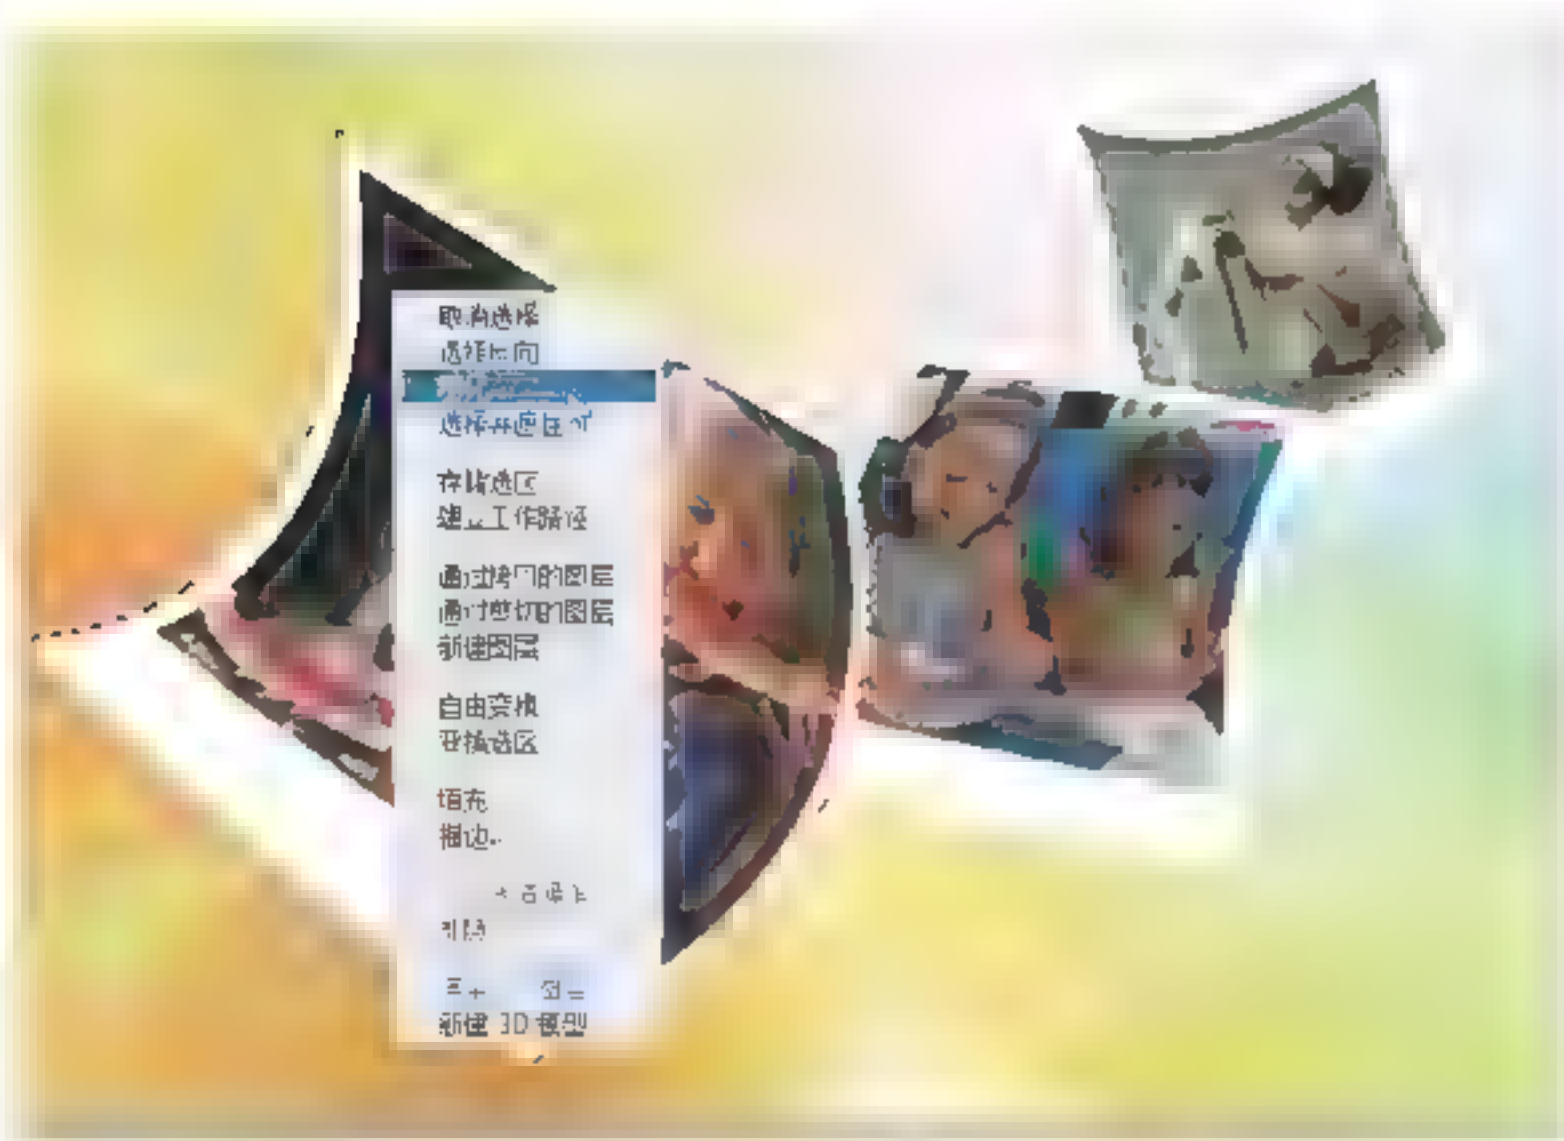 取消选择
选择反向
选择并遮住
存储选区
建立工作路径
通过拷贝的图层
通过剪切的图层
新建图层
自由变换
变换选区
填充
描边
新建 3D 模型